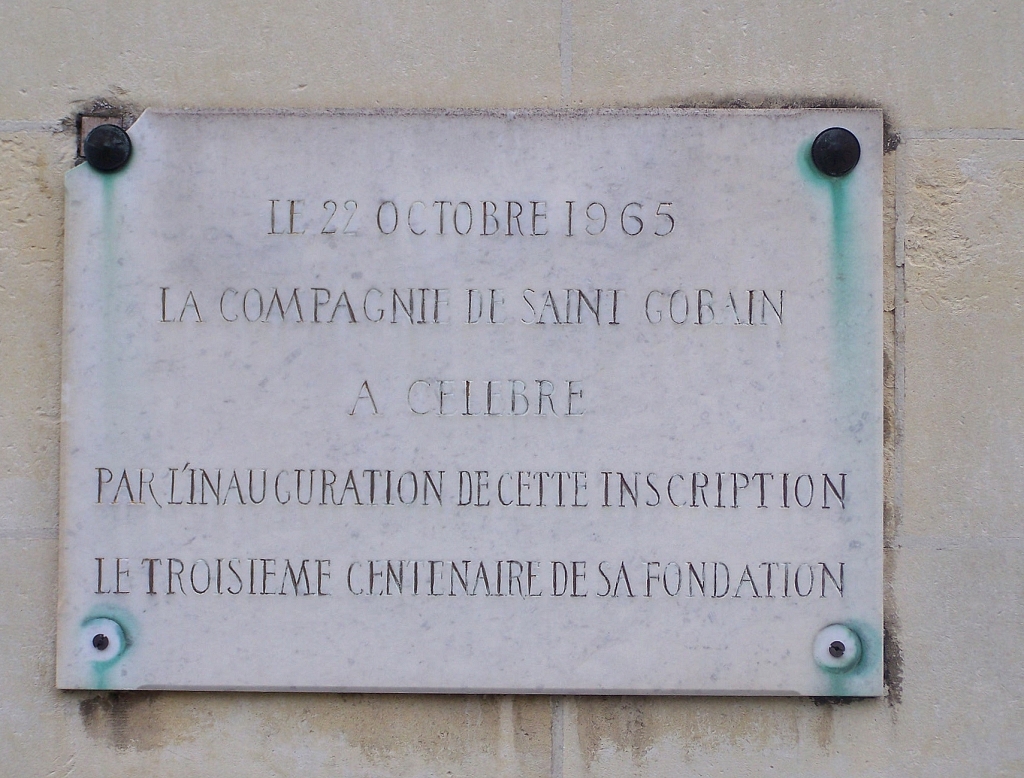 LE 22 OCTOBRE 1965
LA COMPAGNIE DE SAINT GOBAIN
A CELEBRE
PAR L'INAUGURATION DE CETTE INSCRIPTION
LE TROISIEME CENTENAIRE DE SA FONDATION